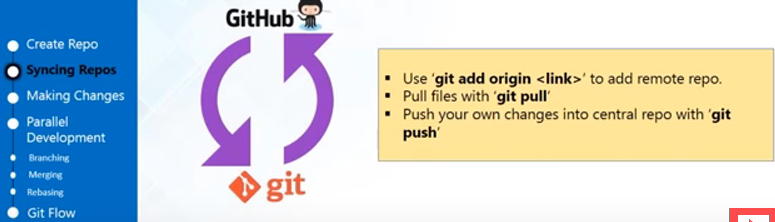 GitHub
Create Repo
Syncing Repos
Making Changes
Parallel
Development
Branching
Merging
Rebasing
Git Flow
git
▪ Use ‘git add origin <link>’ to add remote repo.
▪ Pull files with ‘git pull’
▪ Push your own changes into central repo with ‘git
push’